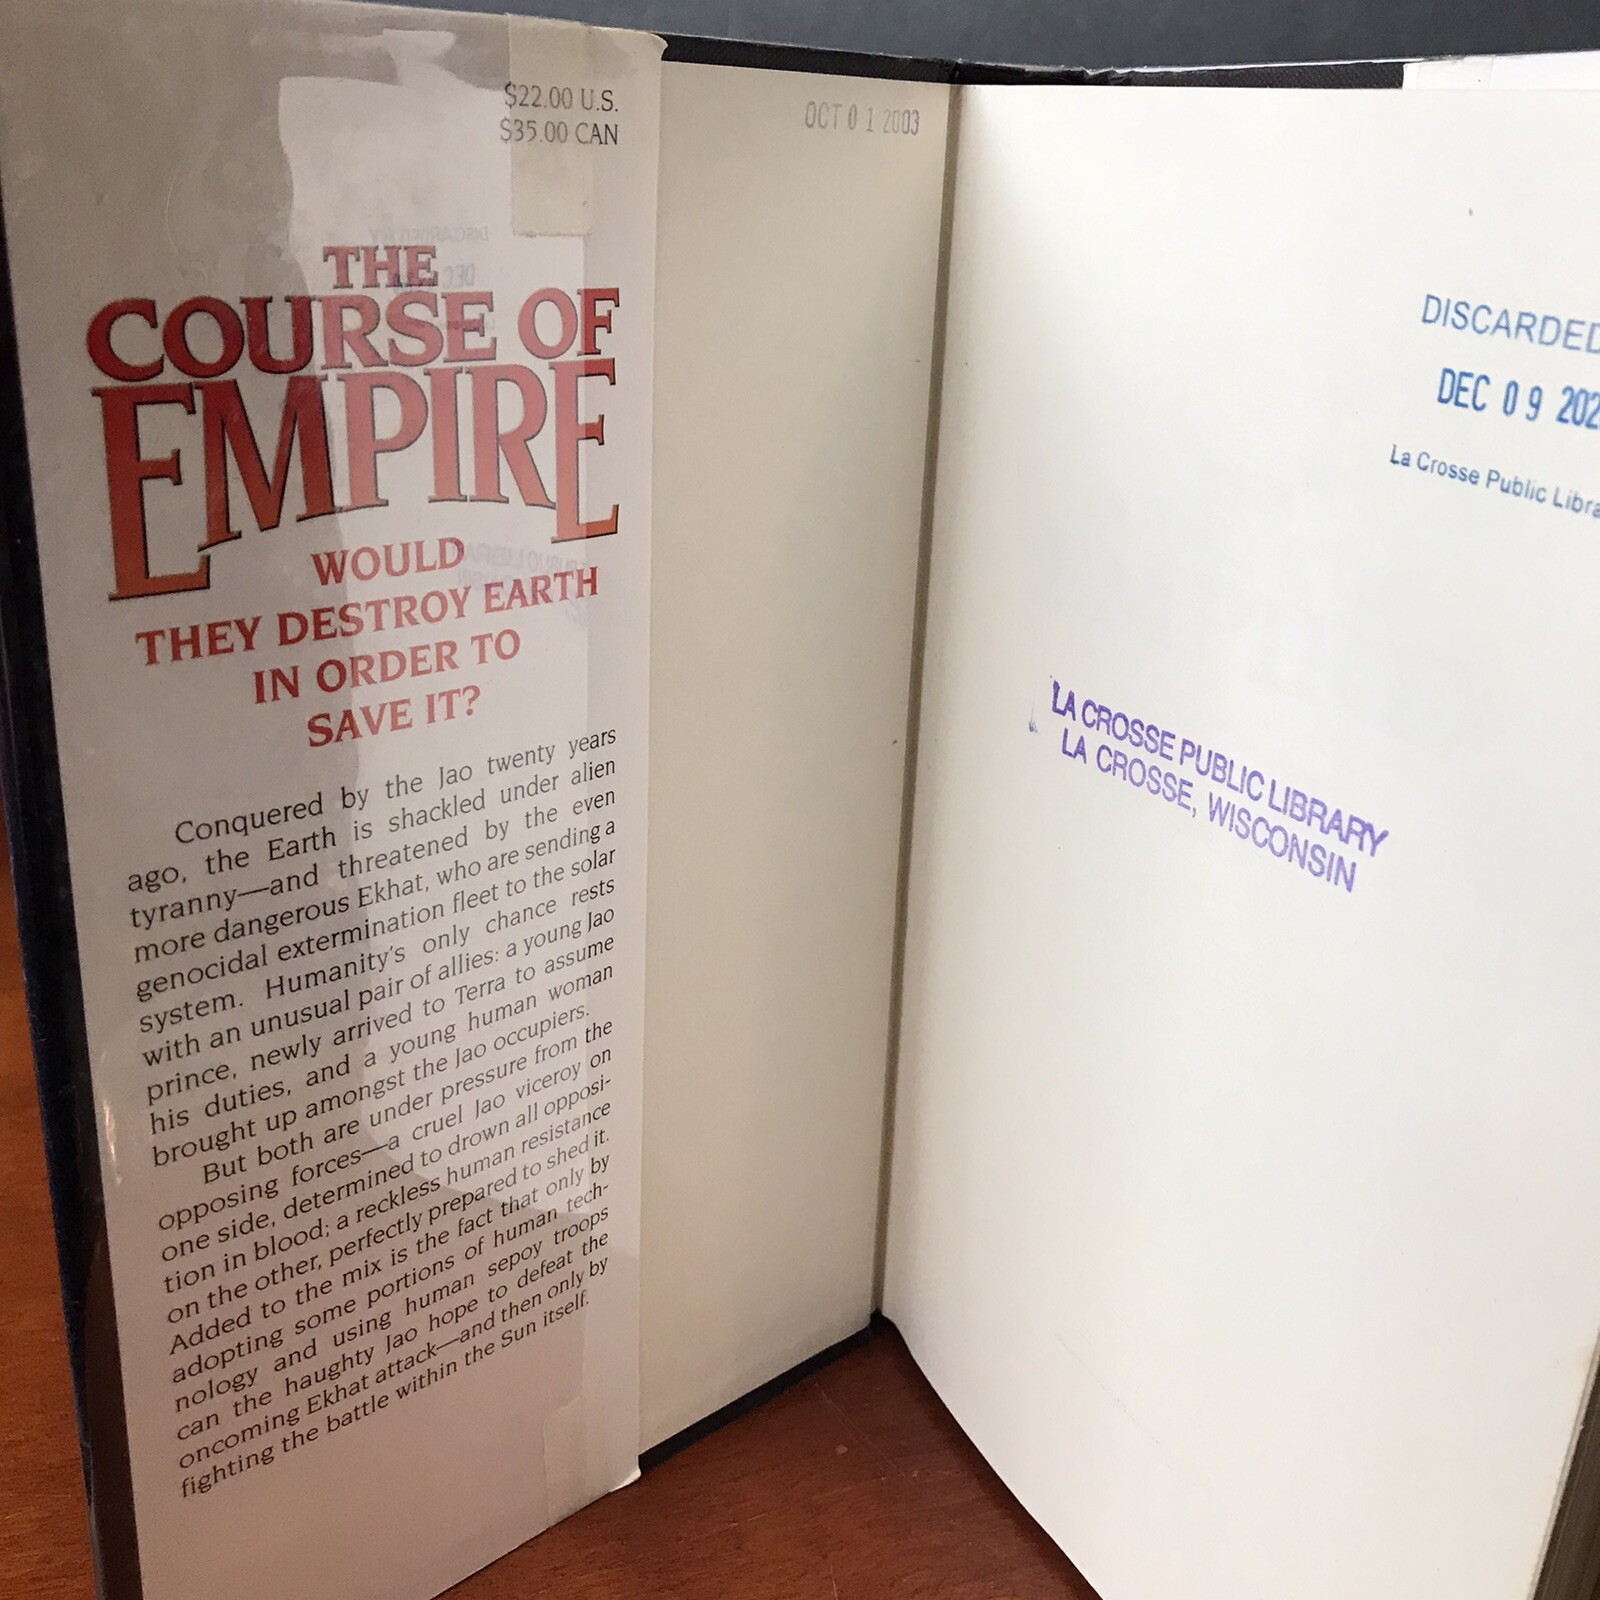 $22.00 U.S.
$35.00 CAN
THE
COURSE OF
EMPIRE
WOULD
THEY DESTROY EARTH
IN ORDER TO
SAVE IT?
Conquered by the Jao twenty years
ago, the Earth is shackled under alien
tyranny—and threatened by the even
more dangerous Ekhat, who are sending a
genocidal extermination fleet to the solar
system. Humanity's only chance rests
with an unusual pair of allies: a young Jao
prince, newly arrived to Terra to assume
his duties, and a young human woman
brought up amongst the Jao occupiers.
But both are under pressure from the
opposing forces—a cruel Jao viceroy on
one side, determined to drown all opposi-
tion in blood; a reckless human resistance
on the other, perfectly prepared to shed it.
Added to the mix is the fact that only by
adopting some portions of human tech-
nology and using human sepoy troops
can the haughty Jao hope to defeat the
oncoming Ekhat attack—and then only by
fighting the battle within the Sun itself.
OCT 0 1 2003
DISCARDED
DEC 0 9 202
La Crosse Public Libra
LA CROSSE PUBLIC LIBRARY
LA CROSSE, WISCONSIN